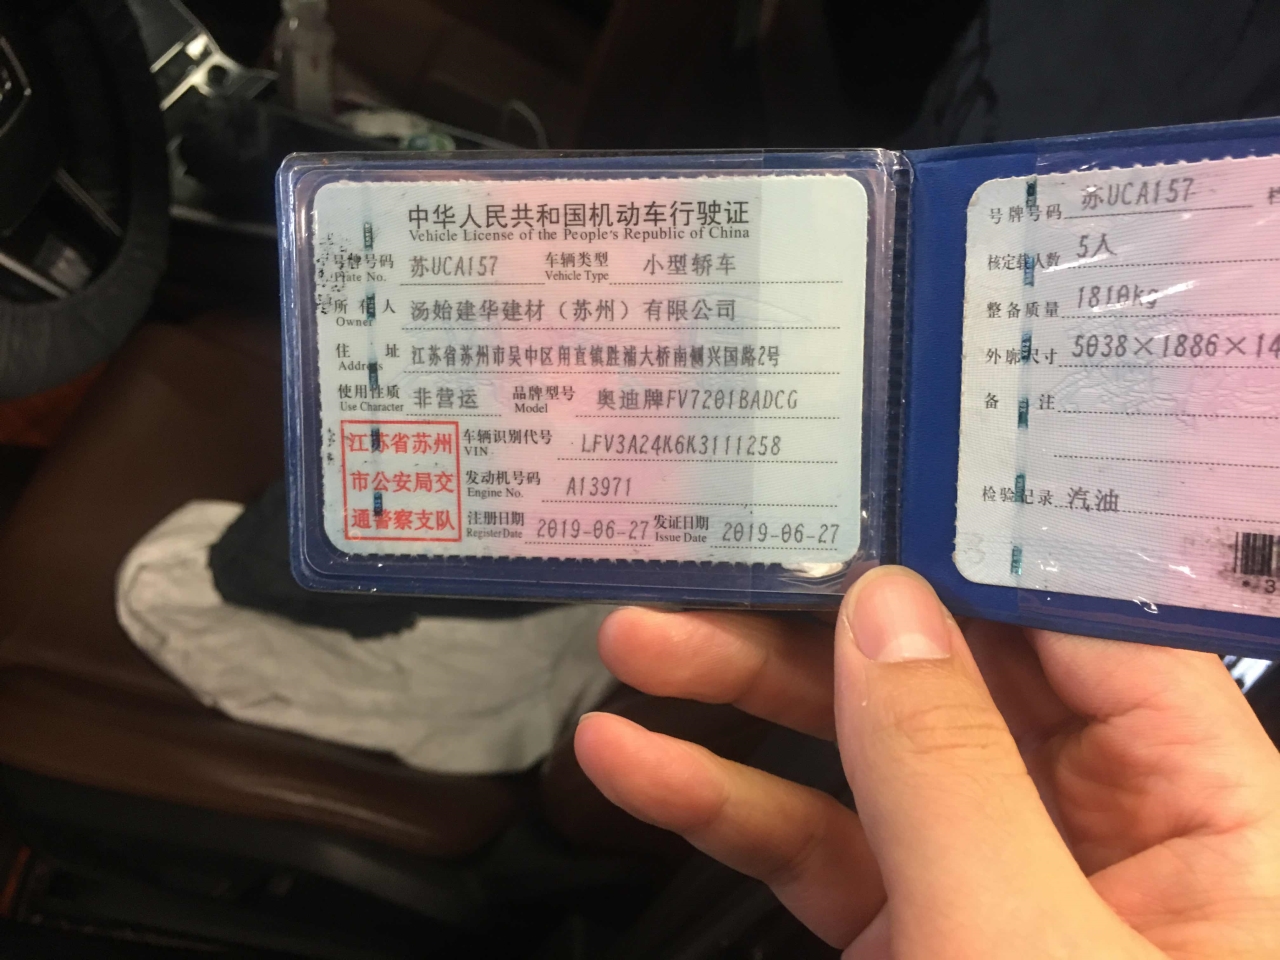 中华人民共和国机动车行驶证
Vehicle License of the People's Republic of China
号牌号码 苏UCA157 车辆类型 小型轿车
Plate No. Vehicle Type
所有人 汤始建华建材（苏州）有限公司
Owner
住址 江苏省苏州市吴中区甪直镇胜浦大桥南侧兴国路2号
Address
使用性质 非营运 品牌型号 奥迪牌FV7201BADCG
Use Character Model
江苏省苏州
市公安局交
通警察支队
车辆识别代号 LFV3A24K6K3111258
VIN
发动机号码 A13971
Engine No.
注册日期 2019-06-27 发证日期 2019-06-27
Register Date Issue Date
号牌号码 苏UCA157
核定载人数 5人
整备质量 1810kg
外廓尺寸 5038×1886×14
备注
检验记录 汽油